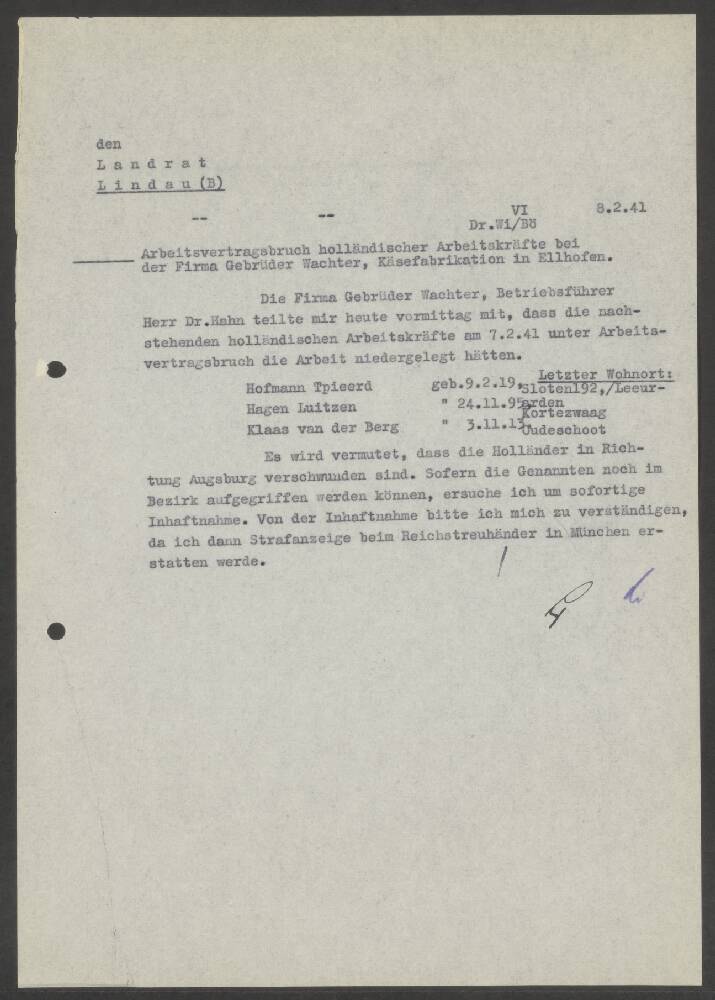 den
Landrat
Lindau (B)
-- -- VI 8.2.41
Dr.Wi/Bö
Arbeitsvertragsbruch holländischer Arbeitskräfte bei
der Firma Gebrüder Wachter, Käsefabrikation in Ellhofen.
Die Firma Gebrüder Wachter, Betriebsführer
Herr Dr.Hahn teilte mir heute vormittag mit, dass die nach-
stehenden holländischen Arbeitskräfte am 7.2.41 unter Arbeits-
vertragsbruch die Arbeit niedergelegt hätten.
Letzter Wohnort:
Hofmann Tpieerd geb.9.2.19, Sloten192,/Leeur-
Hagen Luitzen " 24.11.95 arden
Kortezwaag
Klaas van der Berg " 3.11.13 Oudeschoot
Es wird vermutet, dass die Holländer in Rich-
tung Augsburg verschwunden sind. Sofern die Genannten noch im
Bezirk aufgegriffen werden können, ersuche ich um sofortige
Inhaftnahme. Von der Inhaftnahme bitte ich mich zu verständigen,
da ich dann Strafanzeige beim Reichstreuhänder in München er-
statten werde.